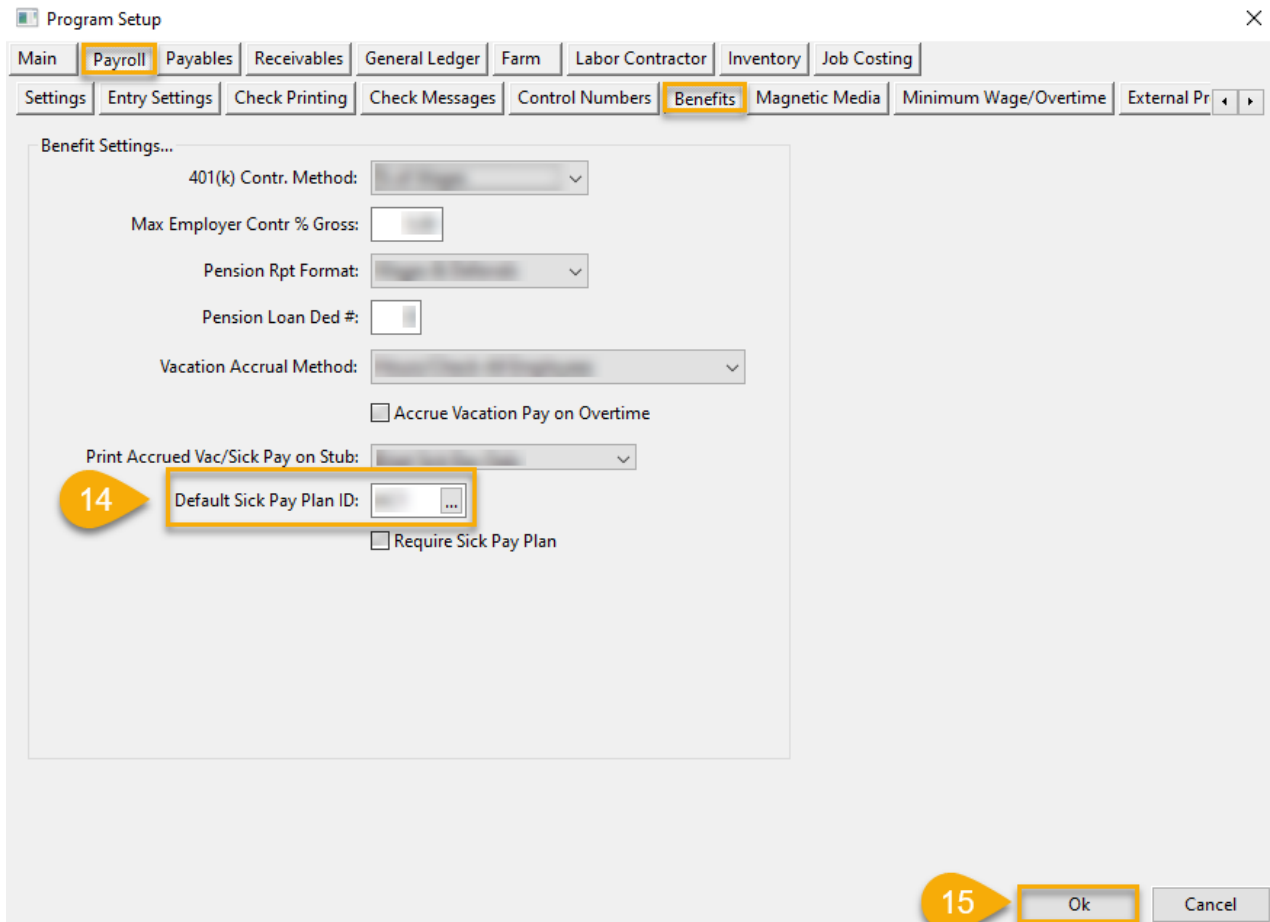 Program Setup
Main Payroll Payables Receivables General Ledger Farm Labor Contractor Inventory Job Costing
Settings Entry Settings Check Printing Check Messages Control Numbers Benefits Magnetic Media Minimum Wage/Overtime External Pr
Benefit Settings...
401(k) Contr. Method:
Max Employer Contr % Gross:
Pension Rpt Format:
Pension Loan Ded #:
Vacation Accrual Method:
Accrue Vacation Pay on Overtime
Print Accrued Vac/Sick Pay on Stub:
14 Default Sick Pay Plan ID: ...
Require Sick Pay Plan
15 Ok Cancel